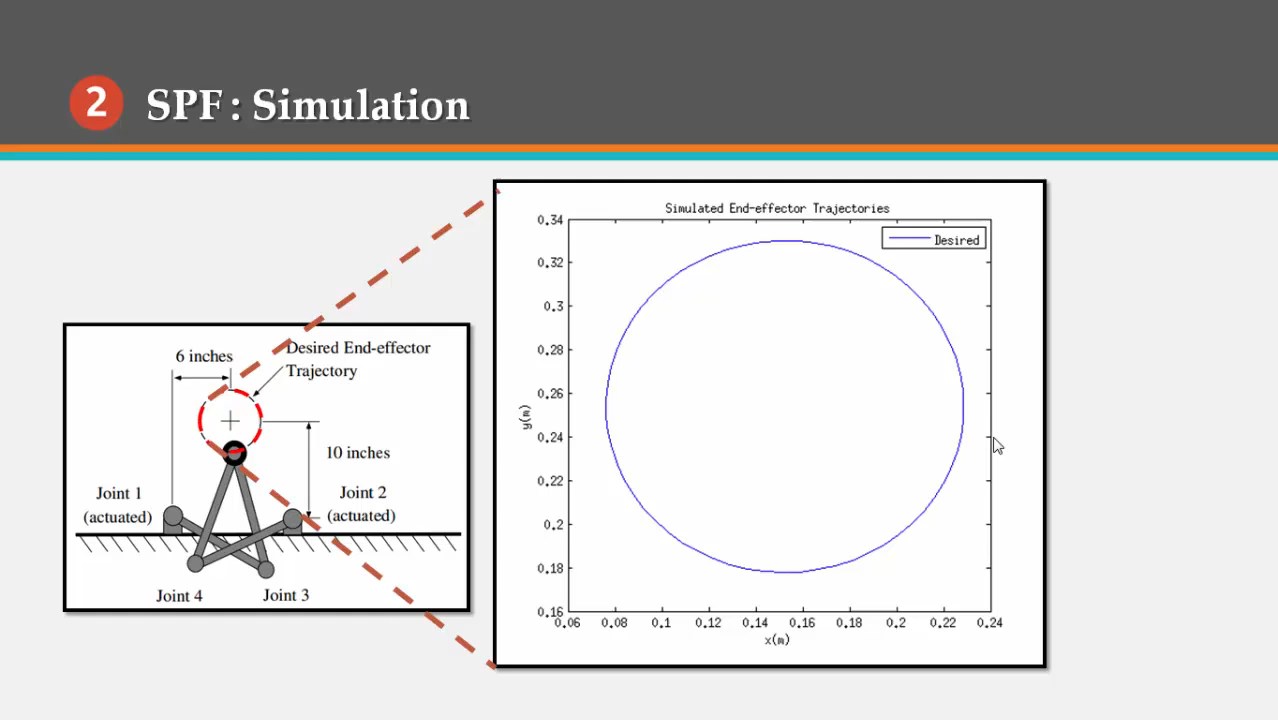 2 SPF : Simulation
6 inches
Desired End-effector
Trajectory
10 inches
Joint 1
(actuated)
Joint 2
(actuated)
Joint 4
Joint 3
Simulated End-effector Trajectories
Desired
0.34
0.32
0.3
0.28
0.26
0.24
0.22
0.2
0.18
0.16
y(m)
0.06 0.08 0.1 0.12 0.14 0.16 0.18 0.2 0.22 0.24
x(m)